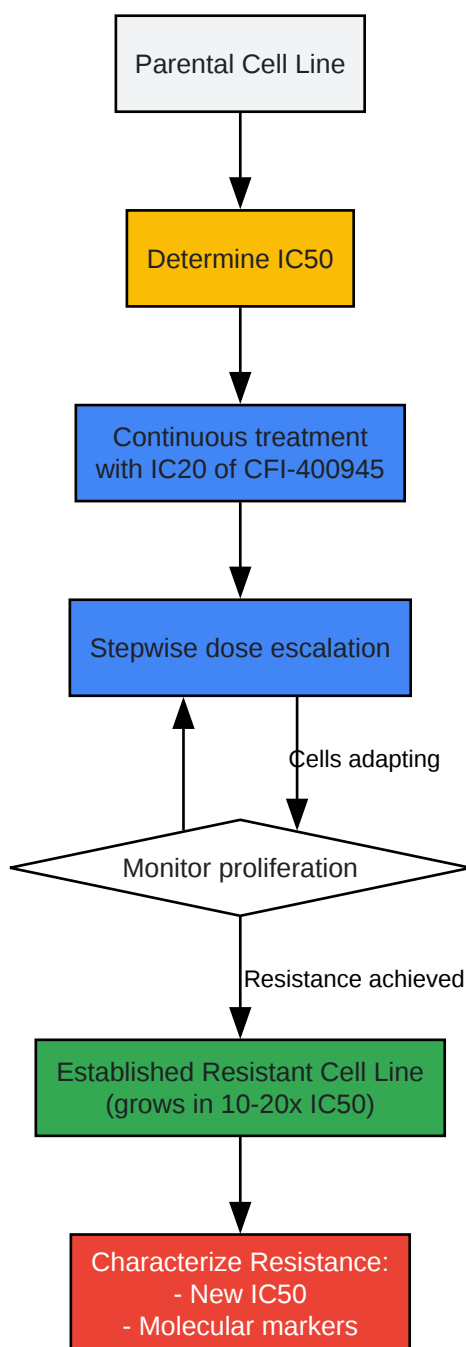 Parental Cell Line
Determine IC50
Continuous treatment
with IC20 of CFI-400945
Stepwise dose escalation
Cells adapting
Monitor proliferation
Resistance achieved
Established Resistant Cell Line
(grows in 10-20x IC50)
Characterize Resistance:
- New IC50
- Molecular markers